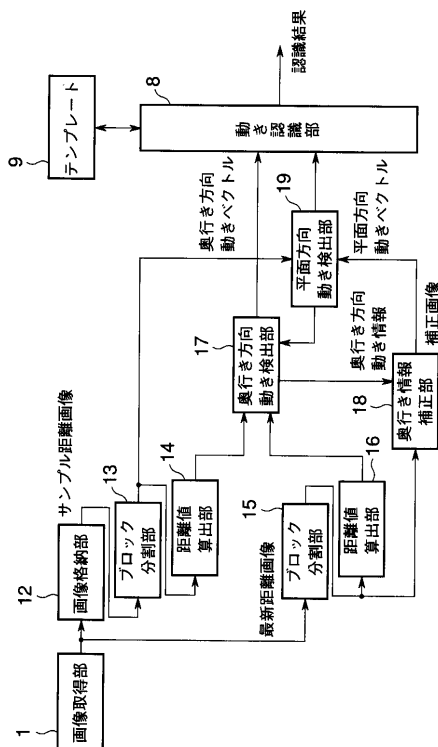 1
画像取得部
12
画像格納部
サンプル距離画像
13
ブロック
分割部
14
距離値
算出部
最新距離画像
15
ブロック
分割部
16
距離値
算出部
17
奥行き方向
動き検出部
奥行き方向
動き情報
18
奥行き情報
補正部
補正画像
19
平面方向
動き検出部
奥行き方向
動きベクトル
平面方向
動きベクトル
9
テンプレート
8
動き
認識部
認識結果